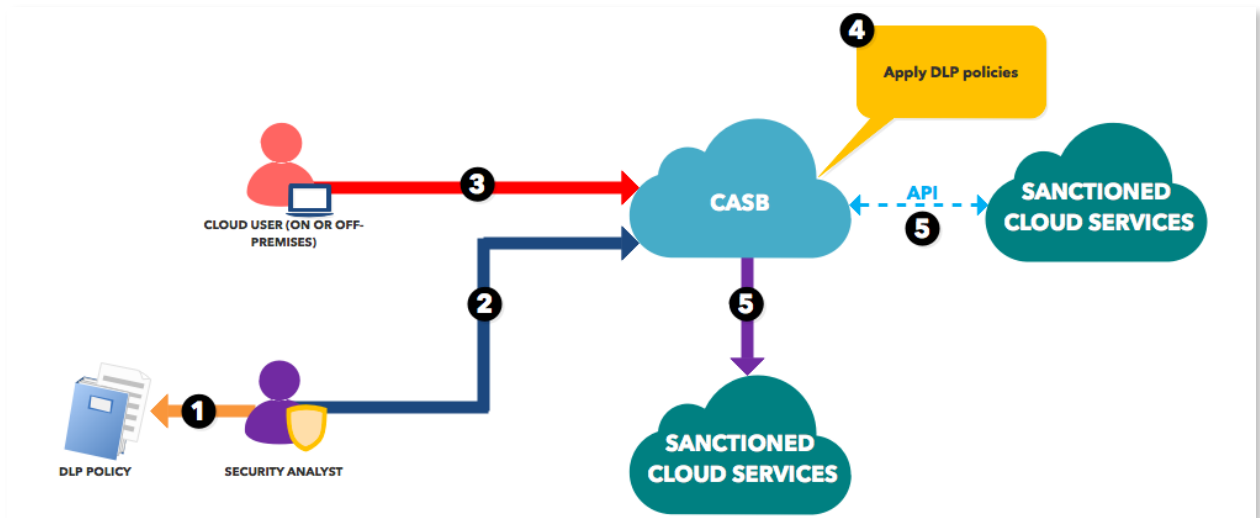 4
Apply DLP policies
3
CLOUD USER (ON OR OFF-
PREMISES)
CASB
API
5
SANCTIONED
CLOUD SERVICES
2
5
1
DLP POLICY
SECURITY ANALYST
SANCTIONED
CLOUD SERVICES